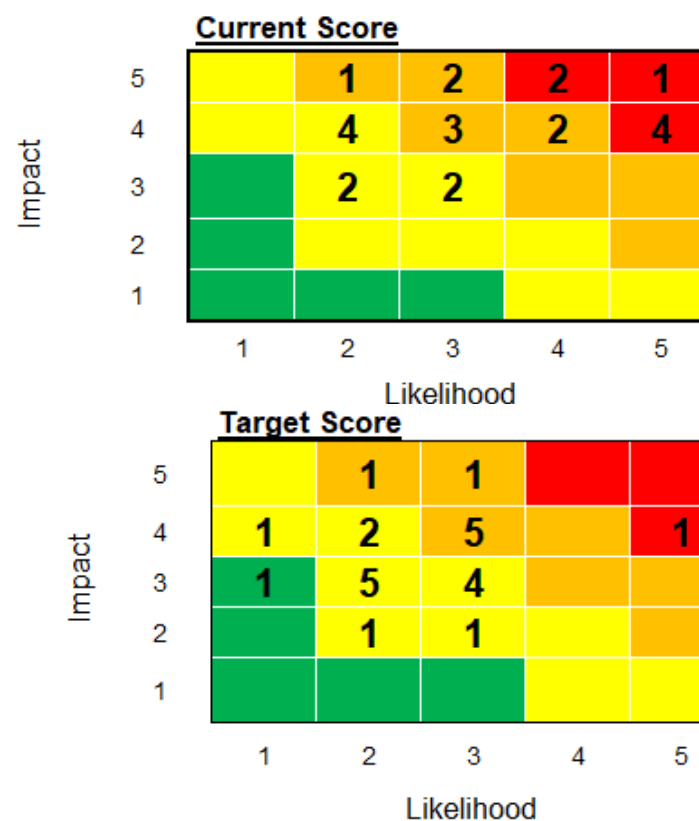 Current Score
5 1 2 2 1
4 4 3 2 4
3 2 2
2
1
Impact
1 2 3 4 5
Likelihood
Target Score
5 1 1
4 1 2 5 1
3 1 5 4
2 1 1
1
Impact
1 2 3 4 5
Likelihood